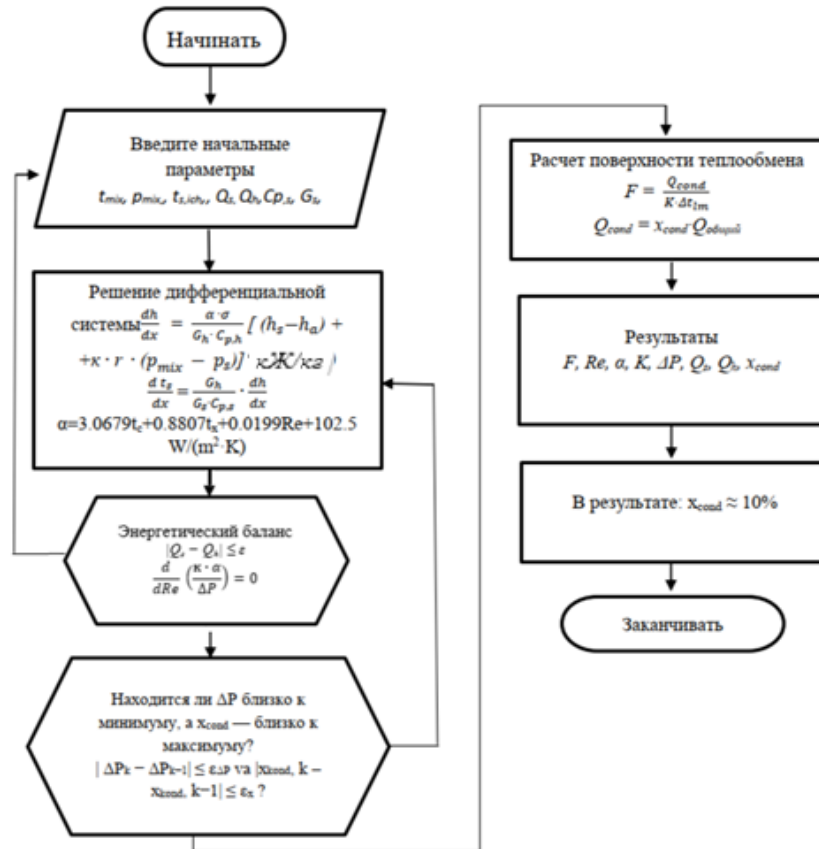 Начинать
Введите начальные
параметры
t_mix, p_mix, t_s,ich,, Q_s, Q_h, Cp,_s, G_s,
Решение дифференциальной
системы dh/dx = α · σ/G_h · C_p,h [ (h_s−h_a) +
+κ · r · (p_mix − p_s)]' кЖ/кг )
d t_s/dx = G_h/G_s·C_p,s · dh/dx
α=3.0679t_c+0.8807t_x+0.0199Re+102.5
W/(m²·K)
Энергетический баланс
|Q_s − Q_h| ≤ ε
d/dRe (κ · α/ΔP) = 0
Находится ли ΔP близко к
минимуму, а x_cond — близко к
максимуму?
| ΔP_k − ΔP_k−1| ≤ ε_ΔP va |x_kond, k –
x_kond, k−1| ≤ ε_x ?
Расчет поверхности теплообмена
F = Q_cond/K·Δt_lm
Q_cond = x_cond·Q_общий
Результаты
F, Re, α, K, ΔP, Q_s, Q_h, x_cond
В результате: x_cond ≈ 10%
Заканчивать